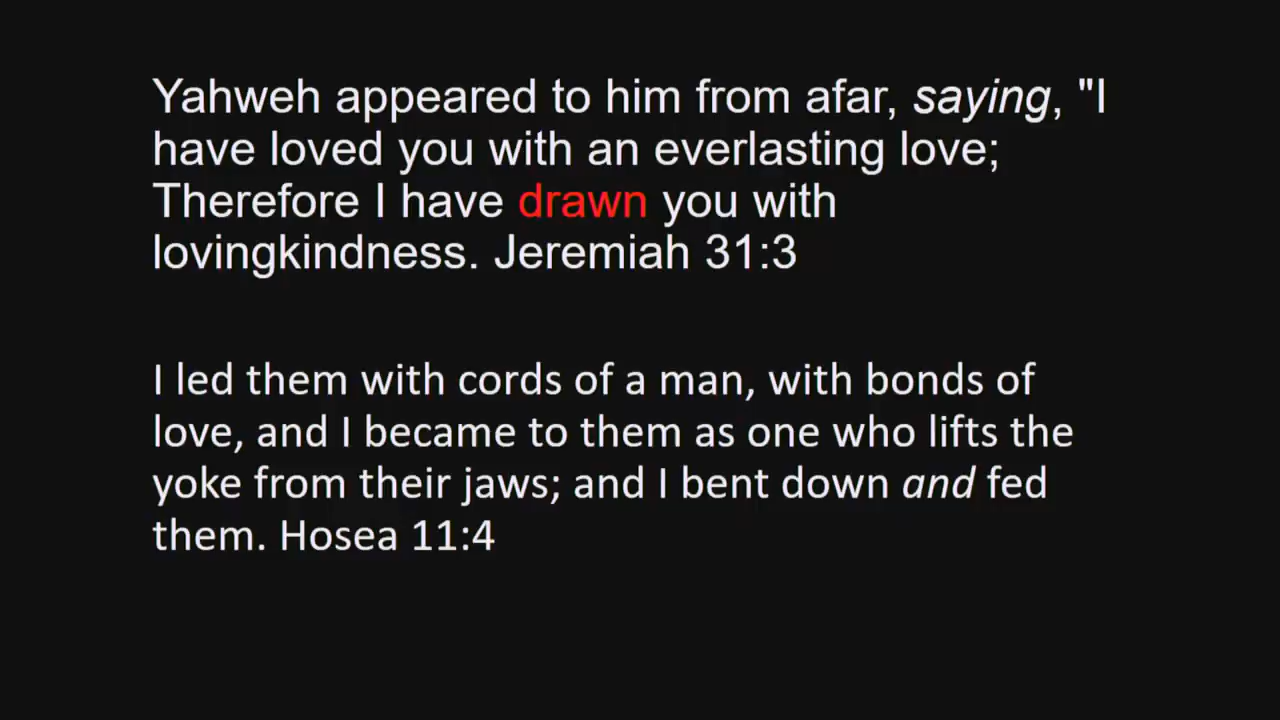 Yahweh appeared to him from afar, saying, "I
have loved you with an everlasting love;
Therefore I have drawn you with
lovingkindness. Jeremiah 31:3
I led them with cords of a man, with bonds of
love, and I became to them as one who lifts the
yoke from their jaws; and I bent down and fed
them. Hosea 11:4